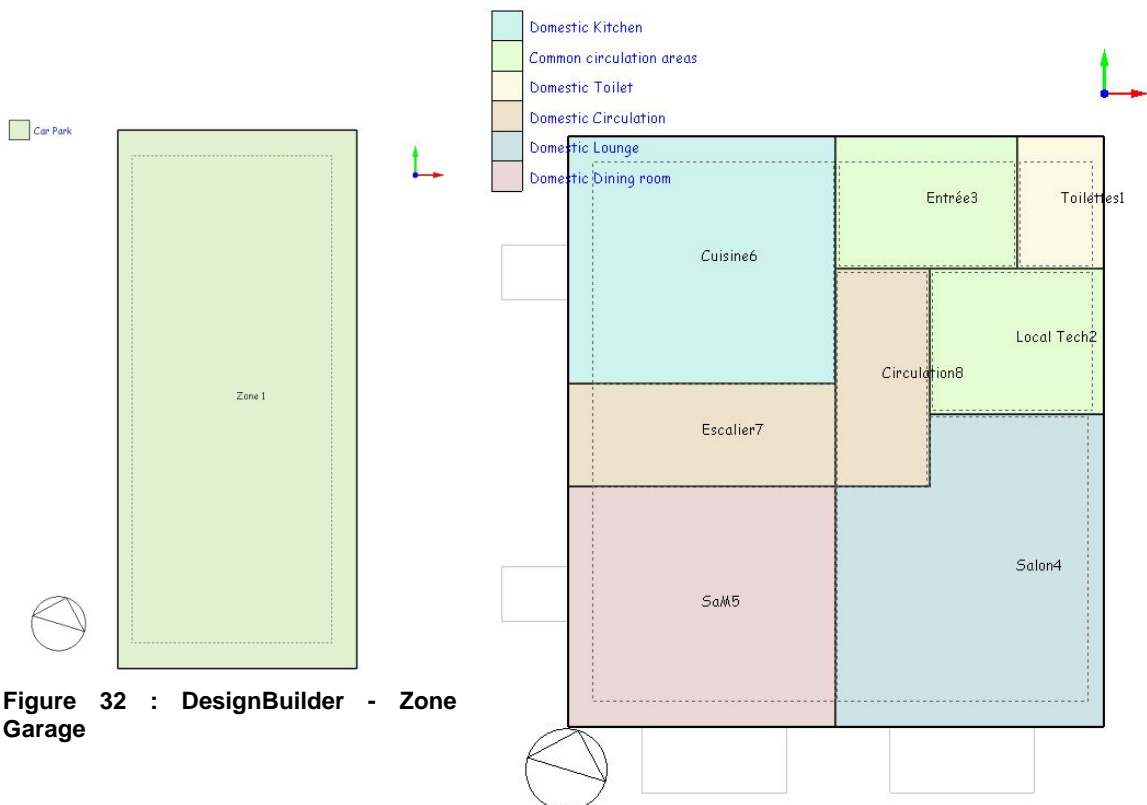 Car Park
Zone 1
Figure 32 : DesignBuilder - Zone
Garage
Domestic Kitchen
Common circulation areas
Domestic Toilet
Domestic Circulation
Domestic Lounge
Domestic Dining room
Entrée3
Toilettes1
Cuisine6
Local Tech2
Circulation8
Escalier7
Salon4
SaM5